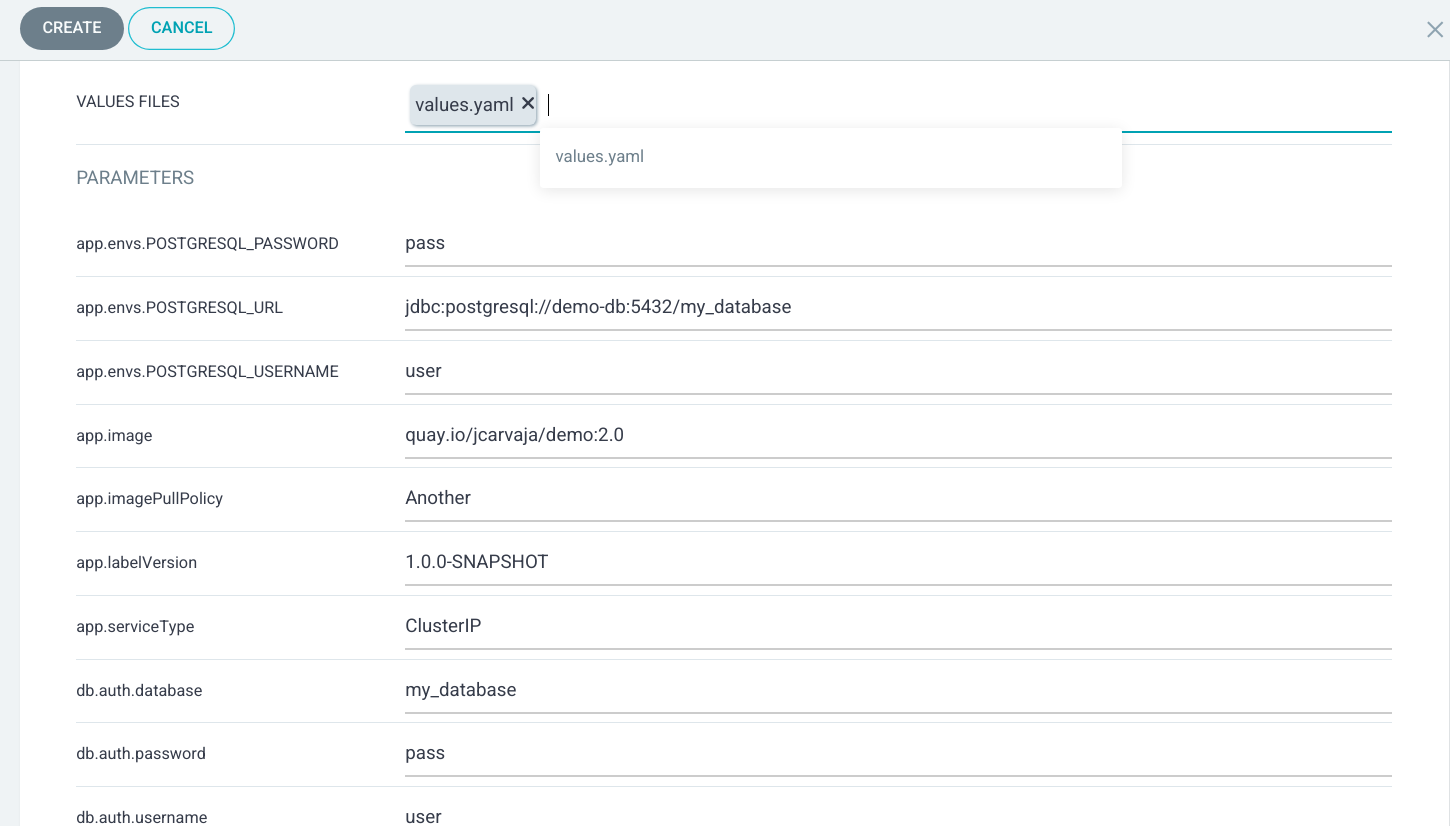 CREATE CANCEL
VALUES FILES values.yaml
values.yaml
PARAMETERS
app.envs.POSTGRESQL_PASSWORD pass
app.envs.POSTGRESQL_URL jdbc:postgresql://demo-db:5432/my_database
app.envs.POSTGRESQL_USERNAME user
app.image quay.io/jcarvaja/demo:2.0
app.imagePullPolicy Another
app.labelVersion 1.0.0-SNAPSHOT
app.serviceType ClusterIP
db.auth.database my_database
db.auth.password pass
db.auth.username user